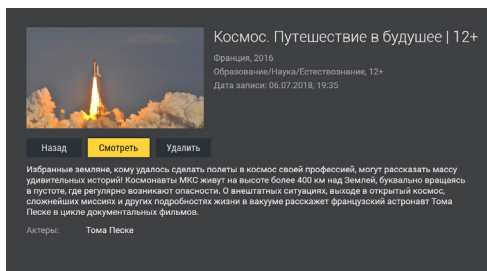 Космос. Путешествие в будущее | 12+
Франция, 2016
Образование/Наука/Естествознание, 12+
Дата записи: 06.07.2018, 19:35
Назад Смотреть Удалить
Избранные земляне, кому удалось сделать полеты в космос своей профессией, могут рассказать массу
удивительных историй! Космонавты МКС живут на высоте более 400 км над Землей, буквально вращаясь
в пустоте, где регулярно возникают опасности. О внештатных ситуациях, выходе в открытый космос,
сложнейших миссиях и других подробностях жизни в вакууме расскажет французский астронавт Тома
Песке в цикле документальных фильмов.
Актеры: Тома Песке